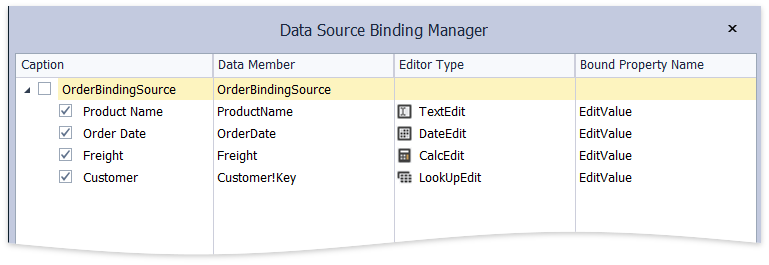 Data Source Binding Manager
Caption Data Member Editor Type Bound Property Name
OrderBindingSource OrderBindingSource
Product Name ProductName TextEdit EditValue
Order Date OrderDate DateEdit EditValue
Freight Freight CalcEdit EditValue
Customer Customer!Key LookUpEdit EditValue